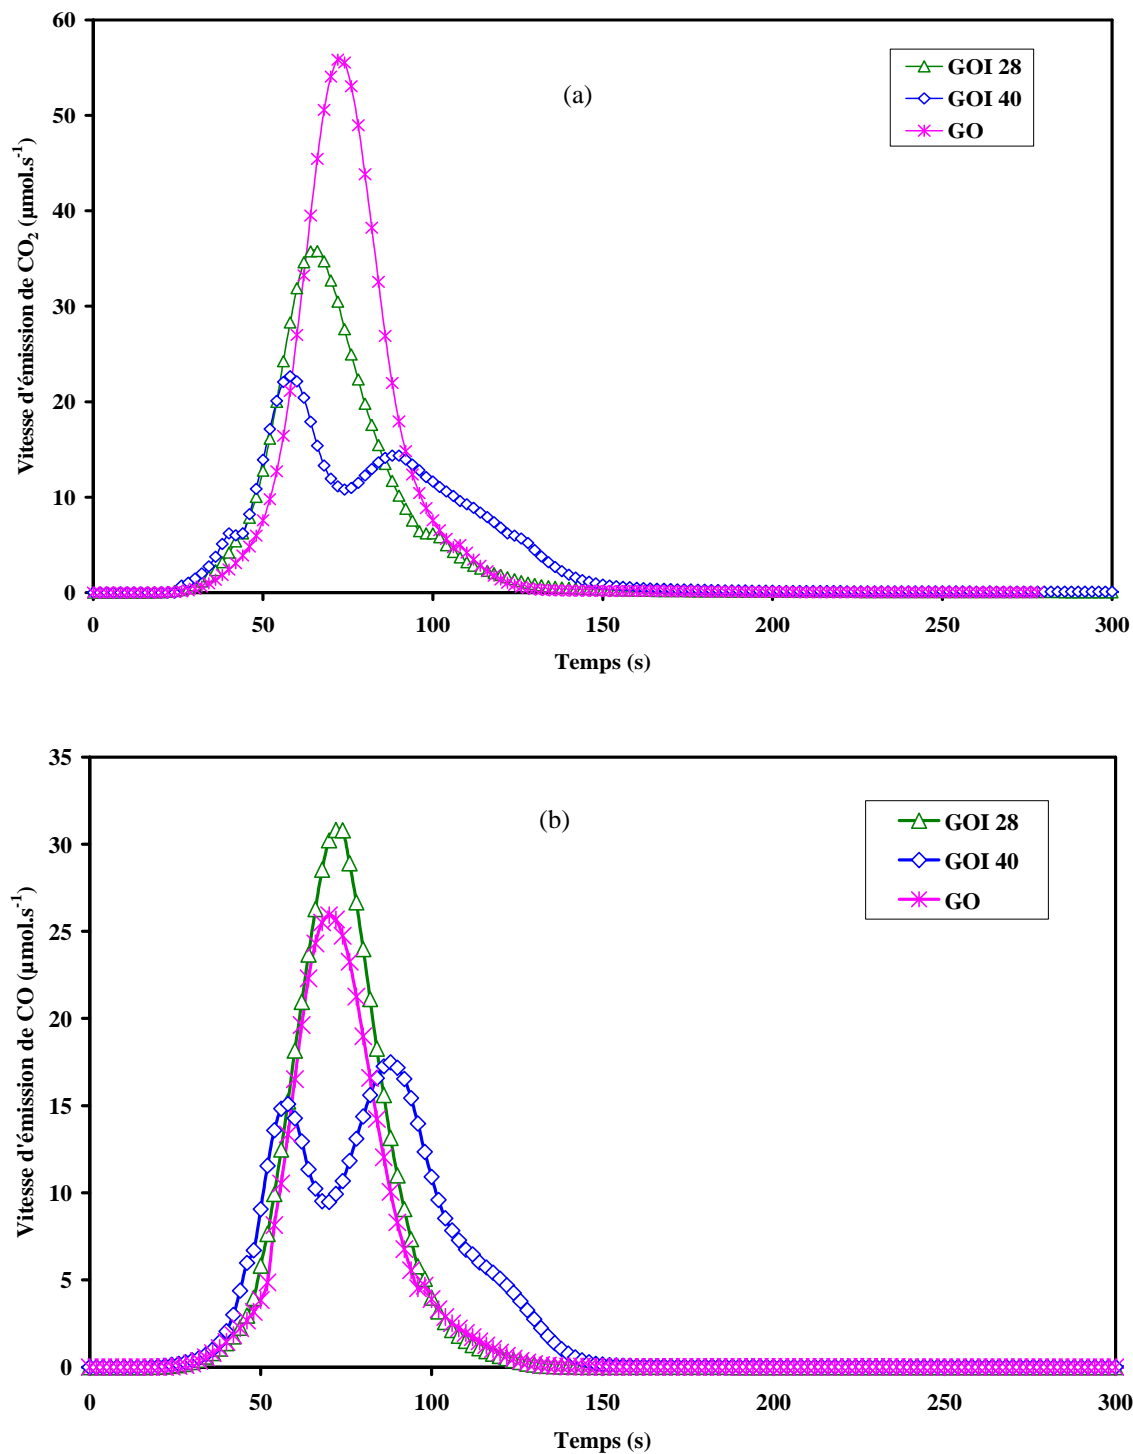 60
50
40
30
20
10
0
Vitesse d'émission de CO₂ (µmol.s⁻¹)
(a)
GOI 28
GOI 40
GO
0 50 100 150 200 250 300
Temps (s)
35
30
25
20
15
10
5
0
Vitesse d'émission de CO (µmol.s⁻¹)
(b)
GOI 28
GOI 40
GO
0 50 100 150 200 250 300
Temps (s)